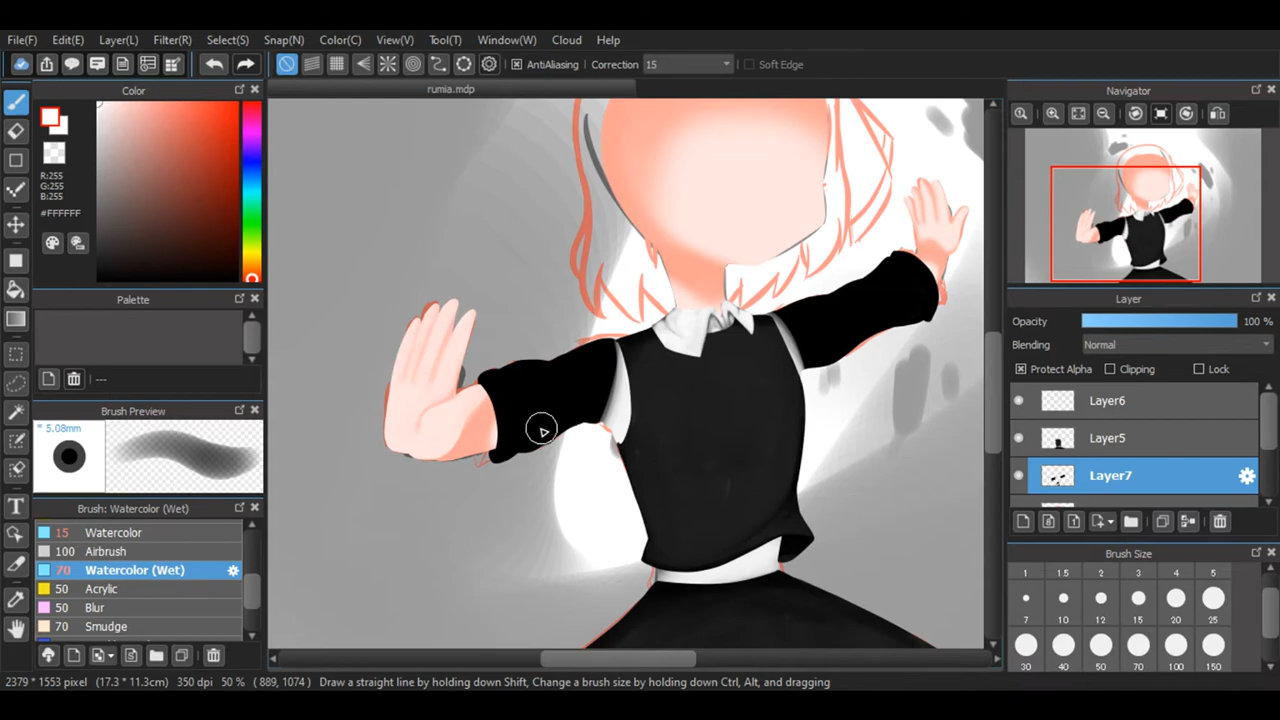 File(F) Edit(E) Layer(L) Filter(R) Select(S) Snap(N) Color(C) View(V) Tool(T) Window(W) Cloud Help
AntiAliasing Correction 15 Soft Edge
Color
rumia.mdp
Navigator
R:255
G:255
B:255
#FFFFFF
Palette
---
Layer
Opacity 100 %
Blending Normal
Protect Alpha Clipping Lock
Layer6
Layer5
Layer7
Brush Preview
* 5.08mm
Brush: Watercolor (Wet)
15 Watercolor
100 Airbrush
70 Watercolor (Wet)
50 Acrylic
50 Blur
70 Smudge
Brush Size
1 1.5 2 3 4 5
7 10 12 15 20 25
30 40 50 70 100 150
2379 * 1553 pixel (17.3 * 11.3cm) 350 dpi 50 % ( 889, 1074 ) Draw a straight line by holding down Shift, Change a brush size by holding down Ctrl, Alt, and dragging